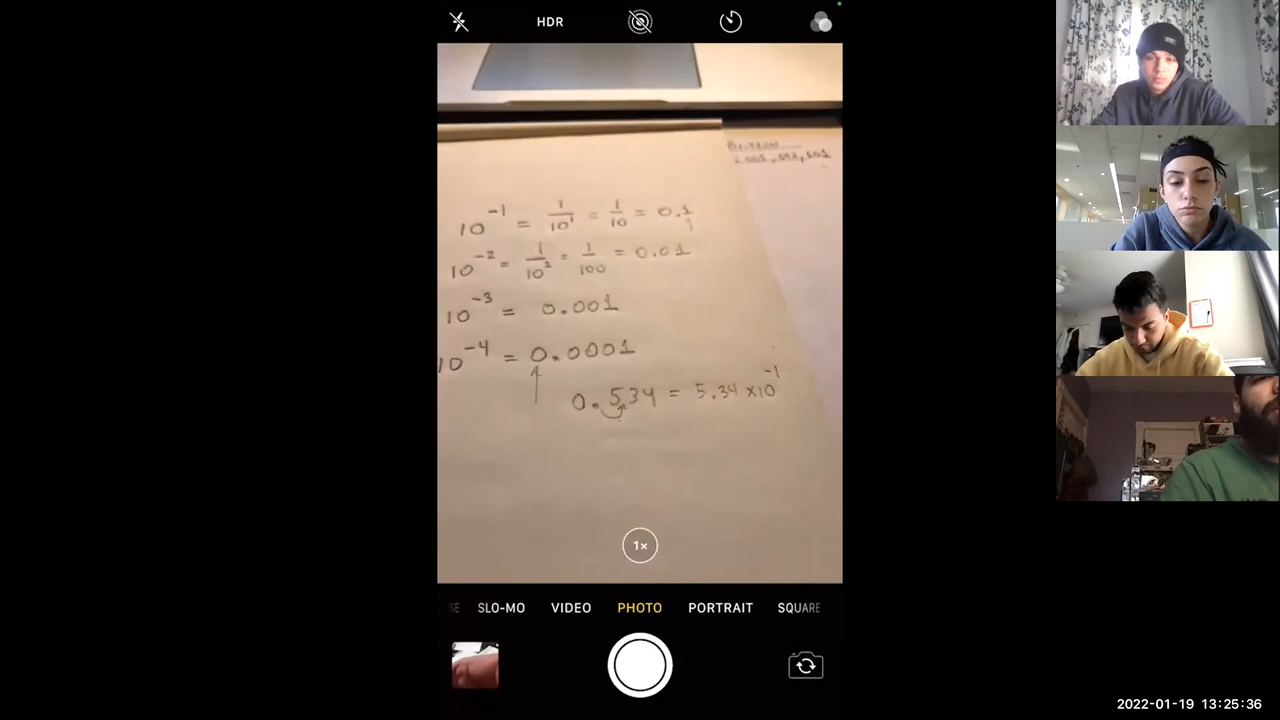 HDR
10⁻¹ = 1/10¹ = 1/10 = 0.1
10⁻² = 1/10² = 1/100 = 0.01
10⁻³ = 0.001
10⁻⁴ = 0.0001
0.534 = 5.34 ×10⁻¹
1×
SLO-MO VIDEO PHOTO PORTRAIT SQUARE
2022-01-19 13:25:36